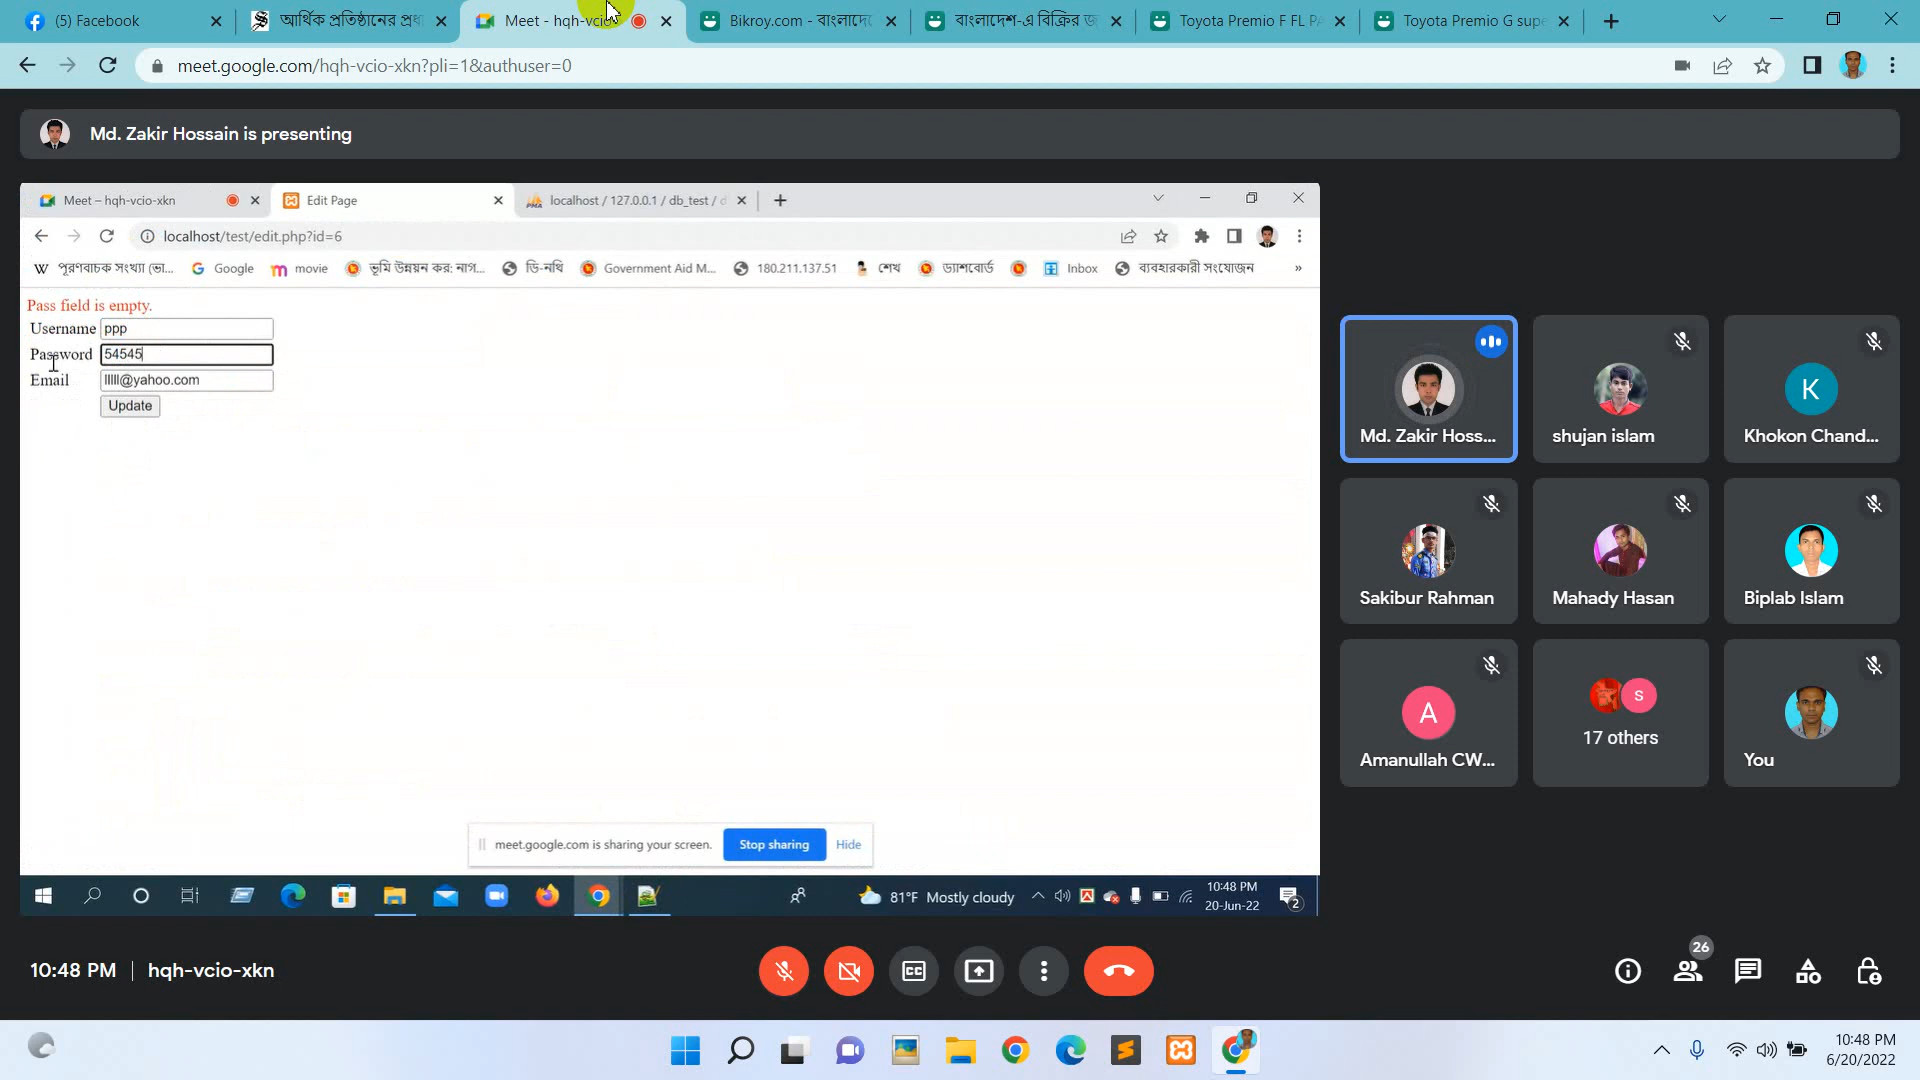 (5) Facebook
আর্থিক প্রতিষ্ঠানের প্রধ
Meet - hqh-vcio
Bikroy.com - বাংলাদে
বাংলাদেশ-এ বিক্রির জ
Toyota Premio F FL PA
Toyota Premio G supe
meet.google.com/hqh-vcio-xkn?pli=1&authuser=0
Md. Zakir Hossain is presenting
Meet – hqh-vcio-xkn
Edit Page
localhost / 127.0.0.1 / db_test / d
localhost/test/edit.php?id=6
W পূরণবাচক সংখ্যা (ভা...
Google
movie
ভূমি উন্নয়ন কর: নাগ...
ডি-নথি
Government Aid M...
180.211.137.51
শেখ
ড্যাশবোর্ড
Inbox
ব্যবহারকারী সংযোজন
»
Pass field is empty.
Username ppp
Password 54545
Email lllll@yahoo.com
Update
meet.google.com is sharing your screen.
Stop sharing
Hide
81°F Mostly cloudy
10:48 PM
20-Jun-22
2
Md. Zakir Hoss...
shujan islam
K
Khokon Chand...
Sakibur Rahman
Mahady Hasan
Biplab Islam
A
Amanullah CW...
S
17 others
You
10:48 PM
hqh-vcio-xkn
CC
26
10:48 PM
6/20/2022